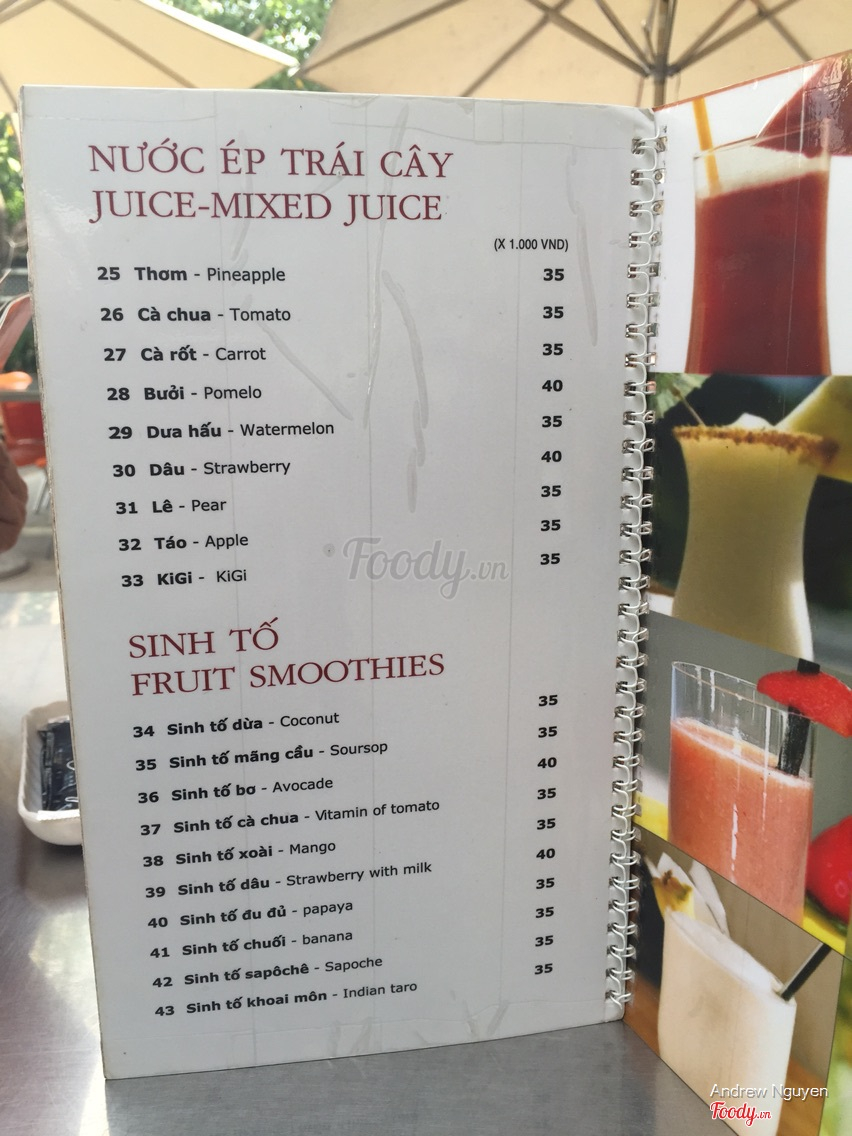 NƯỚC ÉP TRÁI CÂY
JUICE-MIXED JUICE
(X 1.000 VND)
25 Thơm - Pineapple 35
26 Cà chua - Tomato 35
27 Cà rốt - Carrot 35
28 Bưởi - Pomelo 40
29 Dưa hấu - Watermelon 35
30 Dâu - Strawberry 40
31 Lê - Pear 35
32 Táo - Apple 35
33 KiGi - KiGi 35
Foody.vn
SINH TỐ
FRUIT SMOOTHIES
34 Sinh tố dừa - Coconut 35
35 Sinh tố mãng cầu - Soursop 35
36 Sinh tố bơ - Avocade 40
37 Sinh tố cà chua - Vitamin of tomato 35
38 Sinh tố xoài - Mango 35
39 Sinh tố dâu - Strawberry with milk 40
40 Sinh tố đu đủ - papaya 35
41 Sinh tố chuối - banana 35
42 Sinh tố sapôchê - Sapoche 35
43 Sinh tố khoai môn - Indian taro 35
Andrew Nguyen
Foody.vn